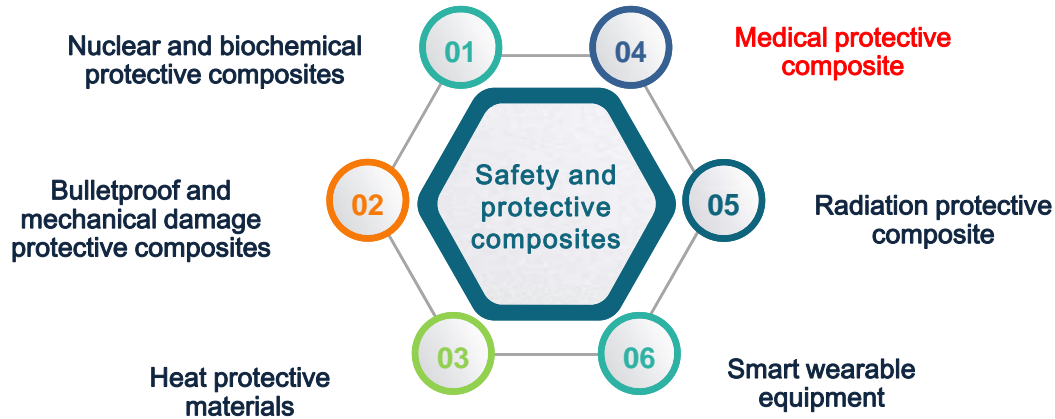 01
Nuclear and biochemical
protective composites
02
Bulletproof and
mechanical damage
protective composites
03
Heat protective
materials
Safety and
protective
composites
04
Medical protective
composite
05
Radiation protective
composite
06
Smart wearable
equipment